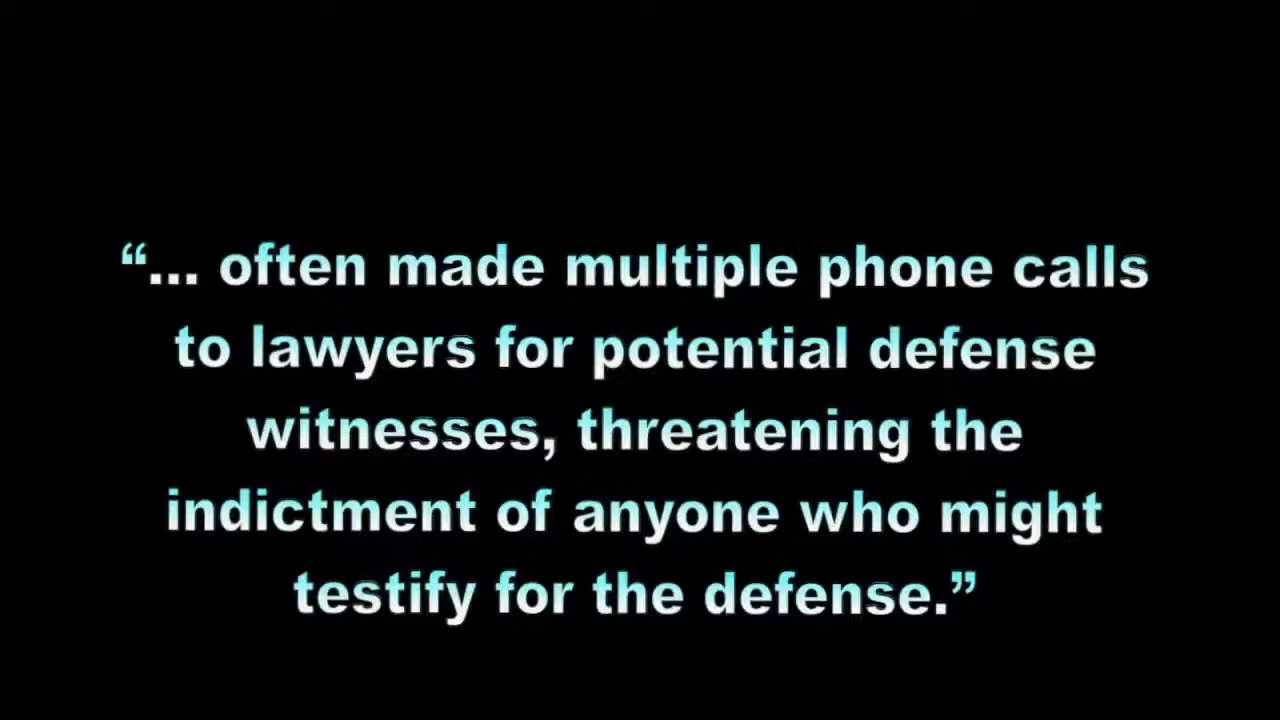 “... often made multiple phone calls
to lawyers for potential defense
witnesses, threatening the
indictment of anyone who might
testify for the defense.”